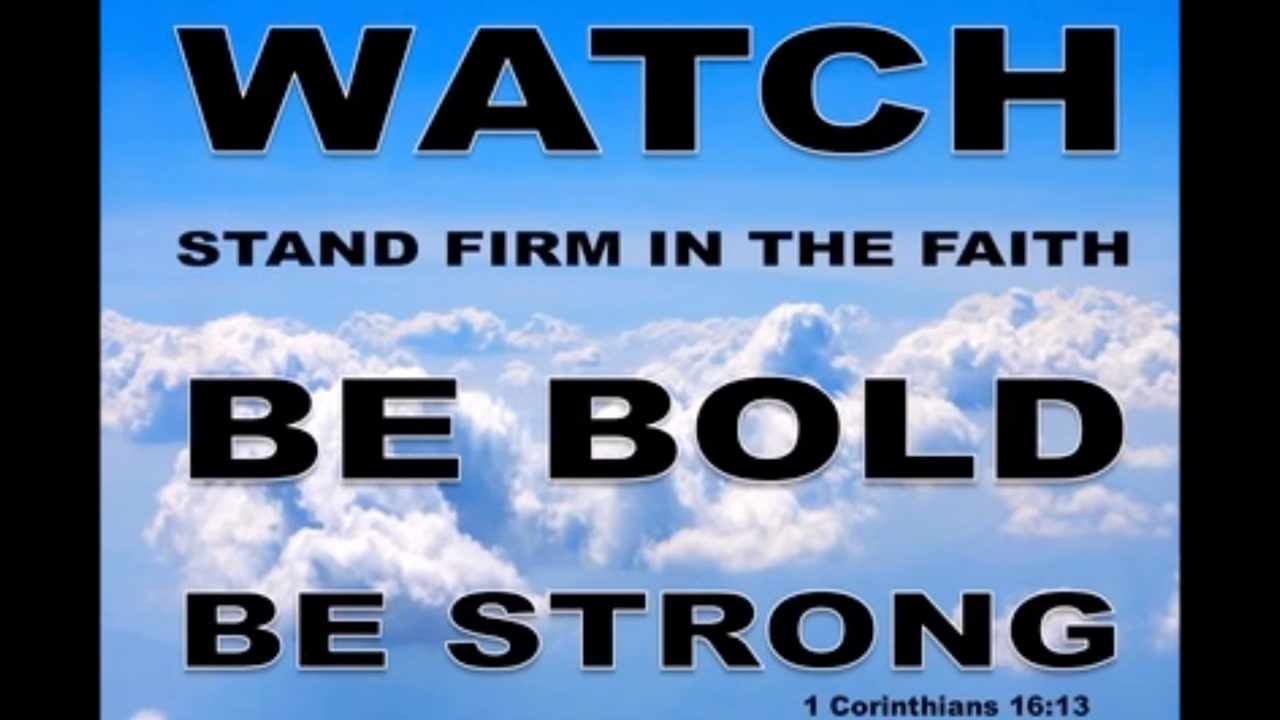 WATCH
STAND FIRM IN THE FAITH
BE BOLD
BE STRONG
1 Corinthians 16:13